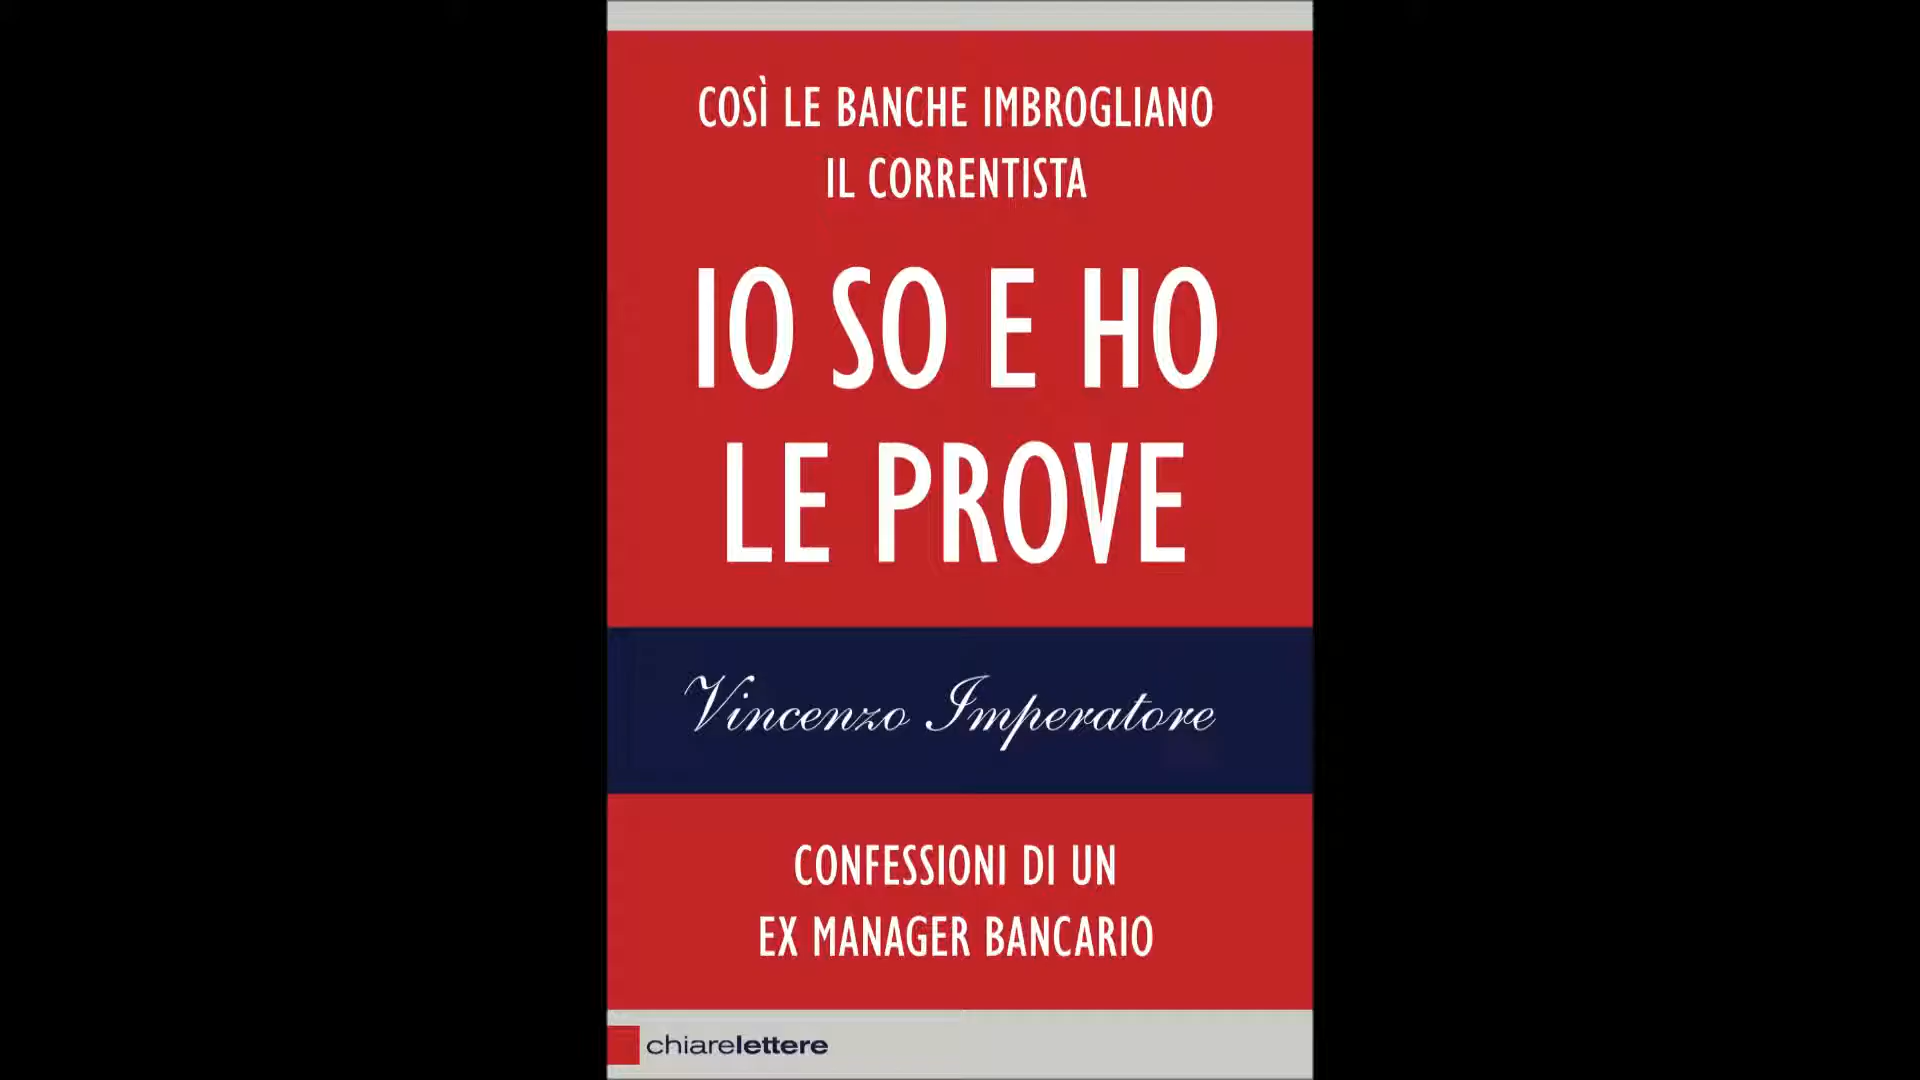 COSÌ LE BANCHE IMBROGLIANO
IL CORRENTISTA
IO SO E HO
LE PROVE
Vincenzo Imperatore
CONFESSIONI DI UN
EX MANAGER BANCARIO
chiarelettere